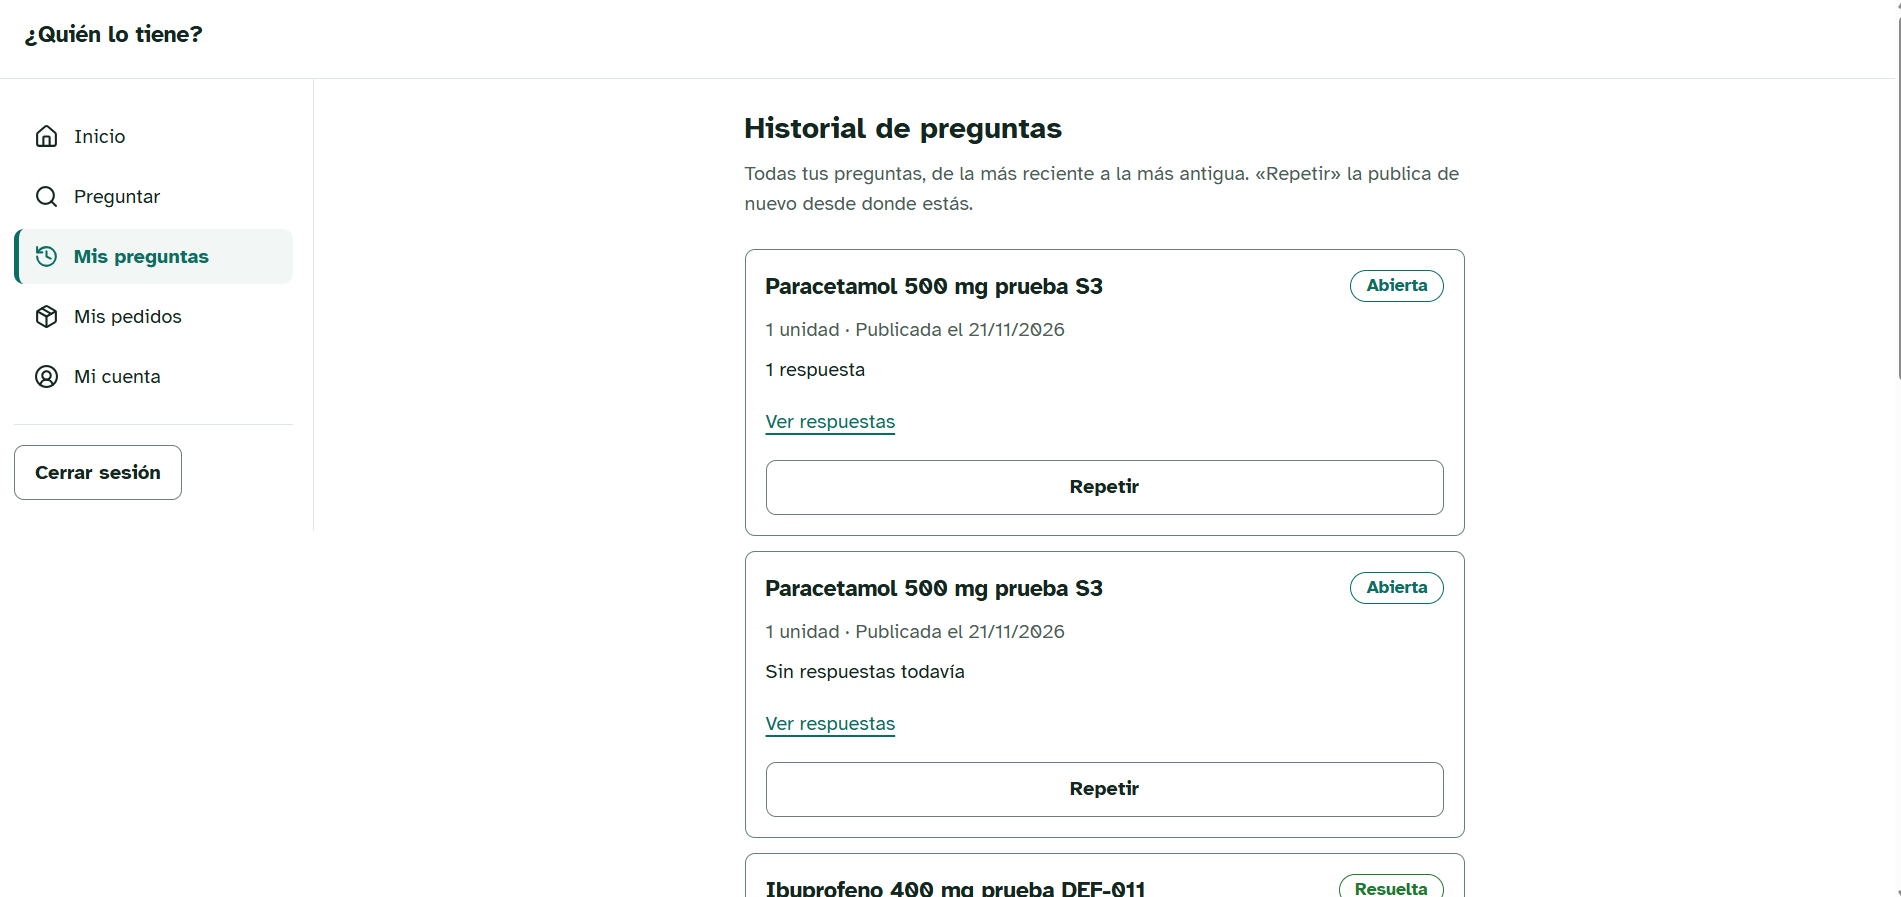 ¿Quién lo tiene?
Inicio
Preguntar
Mis preguntas
Mis pedidos
Mi cuenta
Cerrar sesión
Historial de preguntas
Todas tus preguntas, de la más reciente a la más antigua. «Repetir» la publica de
nuevo desde donde estás.
Paracetamol 500 mg prueba S3
Abierta
1 unidad · Publicada el 21/11/2026
1 respuesta
Ver respuestas
Repetir
Paracetamol 500 mg prueba S3
Abierta
1 unidad · Publicada el 21/11/2026
Sin respuestas todavía
Ver respuestas
Repetir
Ibuprofeno 400 mg prueba DEF-011
Resuelta